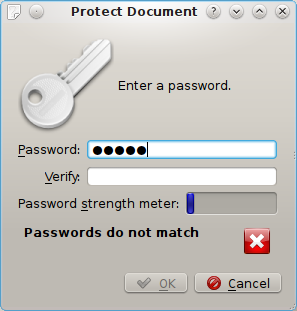 Protect Document
Enter a password.
Password: ●●●●●
Verify:
Password strength meter:
Passwords do not match
OK Cancel